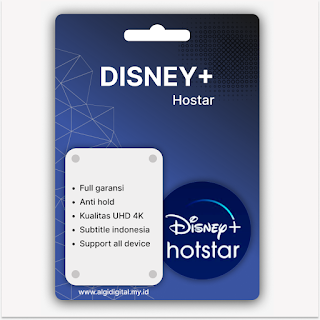 DISNEY+
Hostar
• Full garansi
• Anti hold
• Kualitas UHD 4K
• Subtitle indonesia
• Support all device
Disney+
hotstar
www.algidigital.my.id